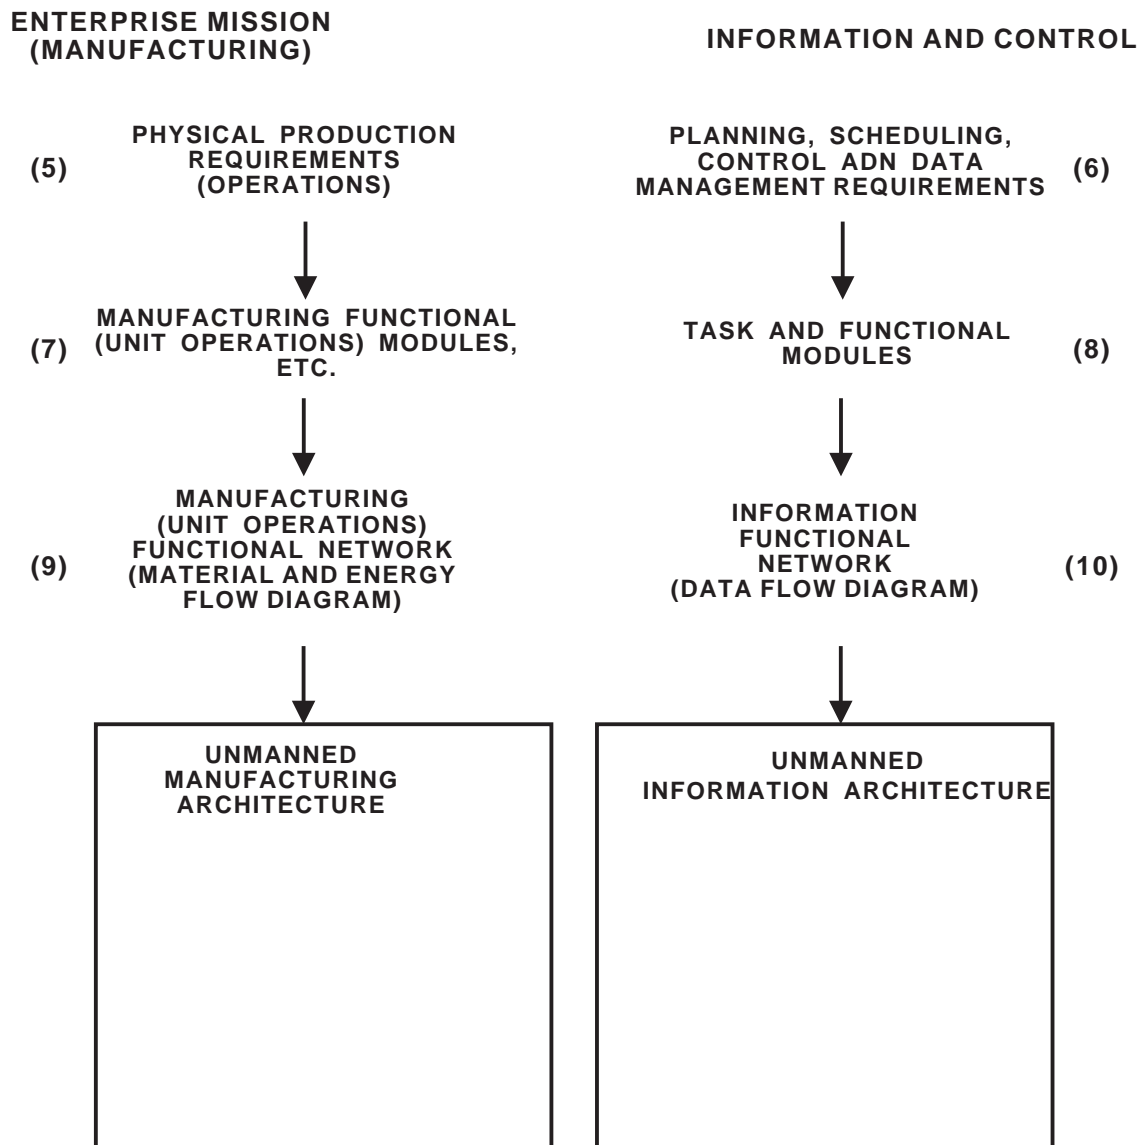 ENTERPRISE MISSION
(MANUFACTURING)
INFORMATION AND CONTROL
(5)
PHYSICAL PRODUCTION
REQUIREMENTS
(OPERATIONS)
PLANNING, SCHEDULING,
CONTROL ADN DATA
MANAGEMENT REQUIREMENTS
(6)
(7)
MANUFACTURING FUNCTIONAL
(UNIT OPERATIONS) MODULES,
ETC.
TASK AND FUNCTIONAL
MODULES
(8)
(9)
MANUFACTURING
(UNIT OPERATIONS)
FUNCTIONAL NETWORK
(MATERIAL AND ENERGY
FLOW DIAGRAM)
INFORMATION
FUNCTIONAL
NETWORK
(DATA FLOW DIAGRAM)
(10)
UNMANNED
MANUFACTURING
ARCHITECTURE
UNMANNED
INFORMATION ARCHITECTURE